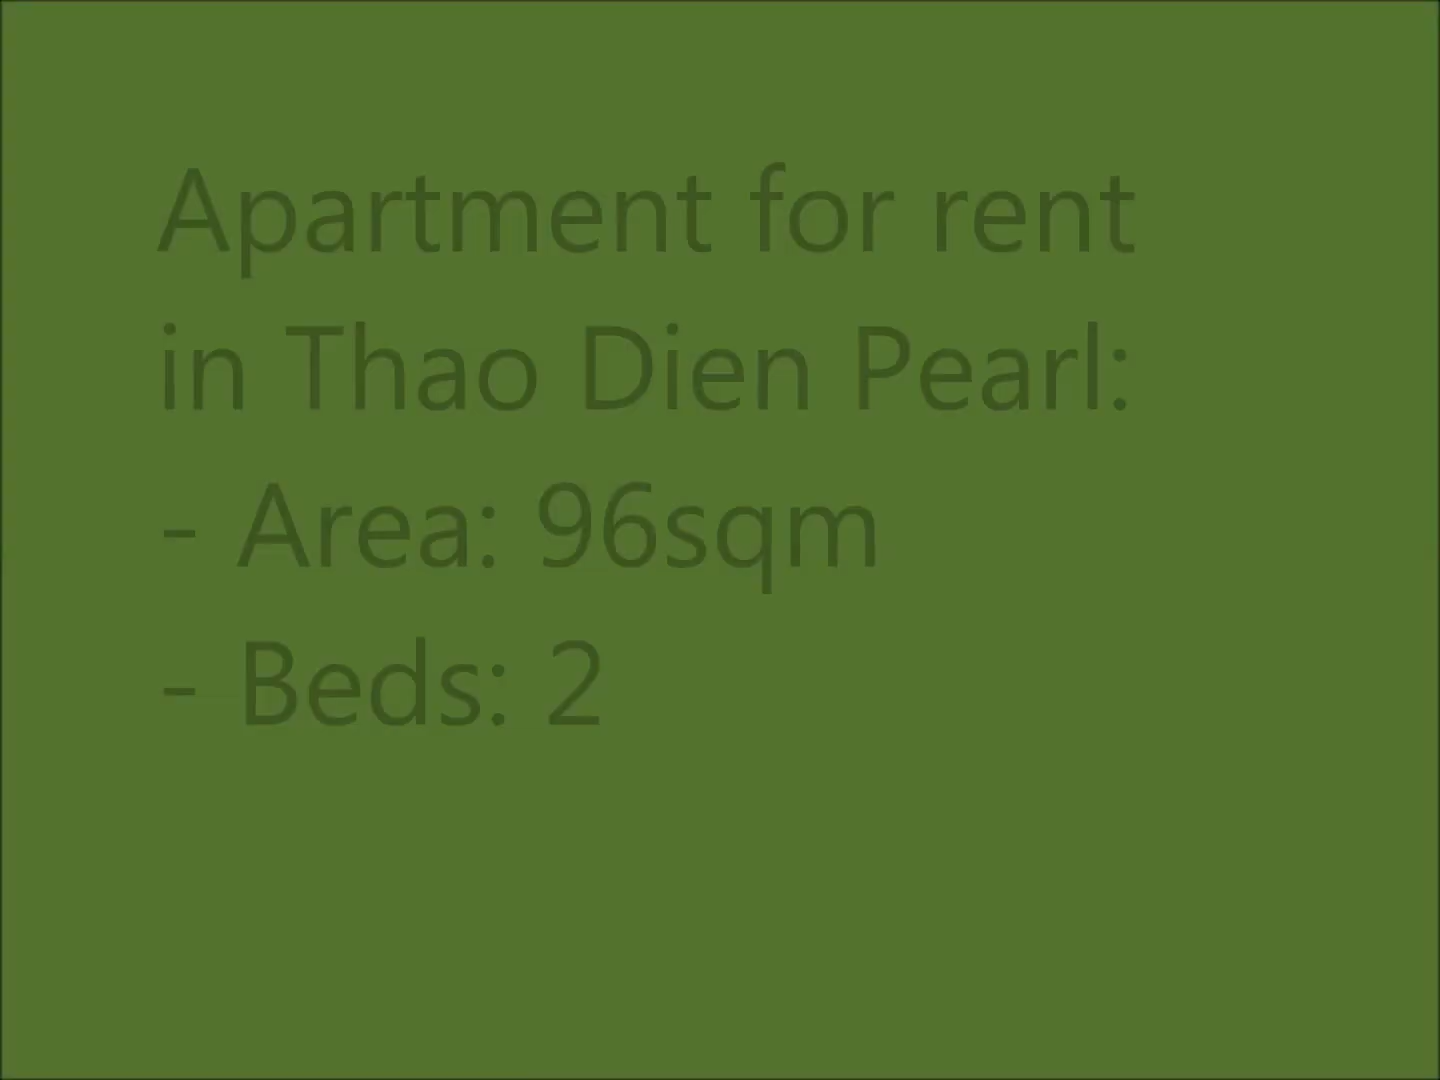 Apartment for rent
in Thao Dien Pearl:
- Area: 96sqm
- Beds: 2